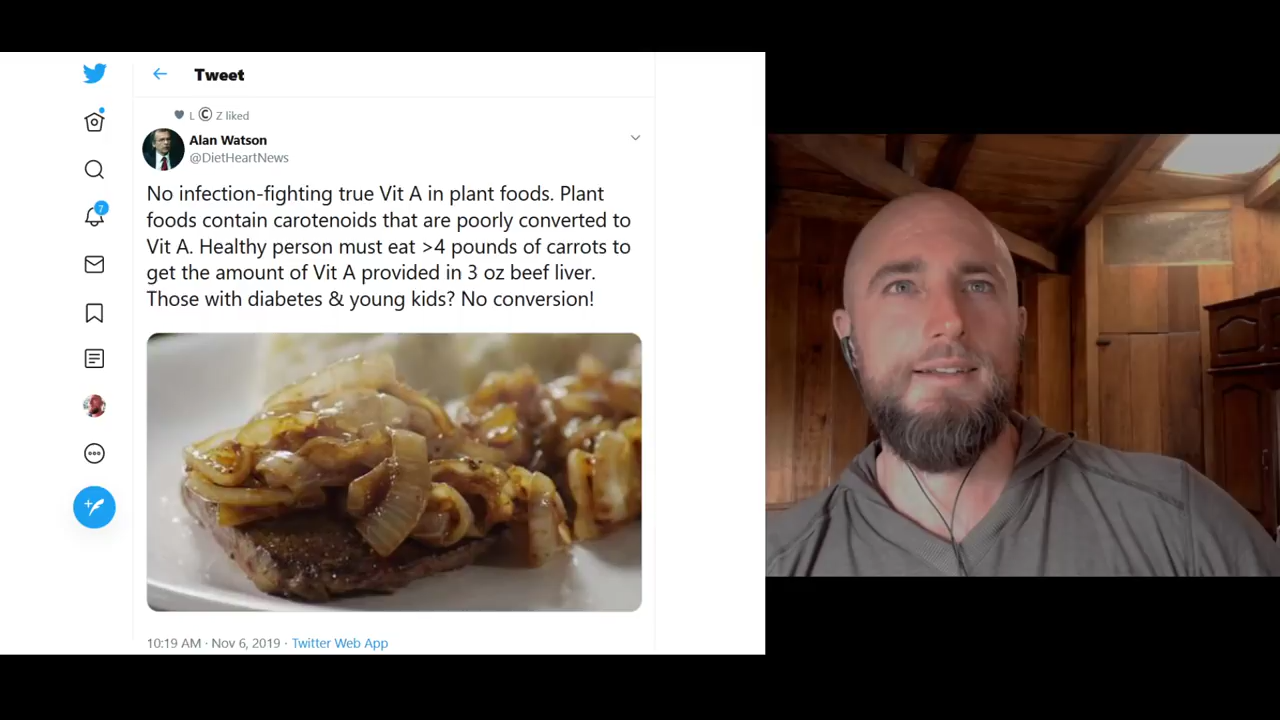 Tweet
L Ⓒ Z liked
Alan Watson
@DietHeartNews
No infection-fighting true Vit A in plant foods. Plant
foods contain carotenoids that are poorly converted to
Vit A. Healthy person must eat >4 pounds of carrots to
get the amount of Vit A provided in 3 oz beef liver.
Those with diabetes & young kids? No conversion!
7
10:19 AM · Nov 6, 2019 · Twitter Web App